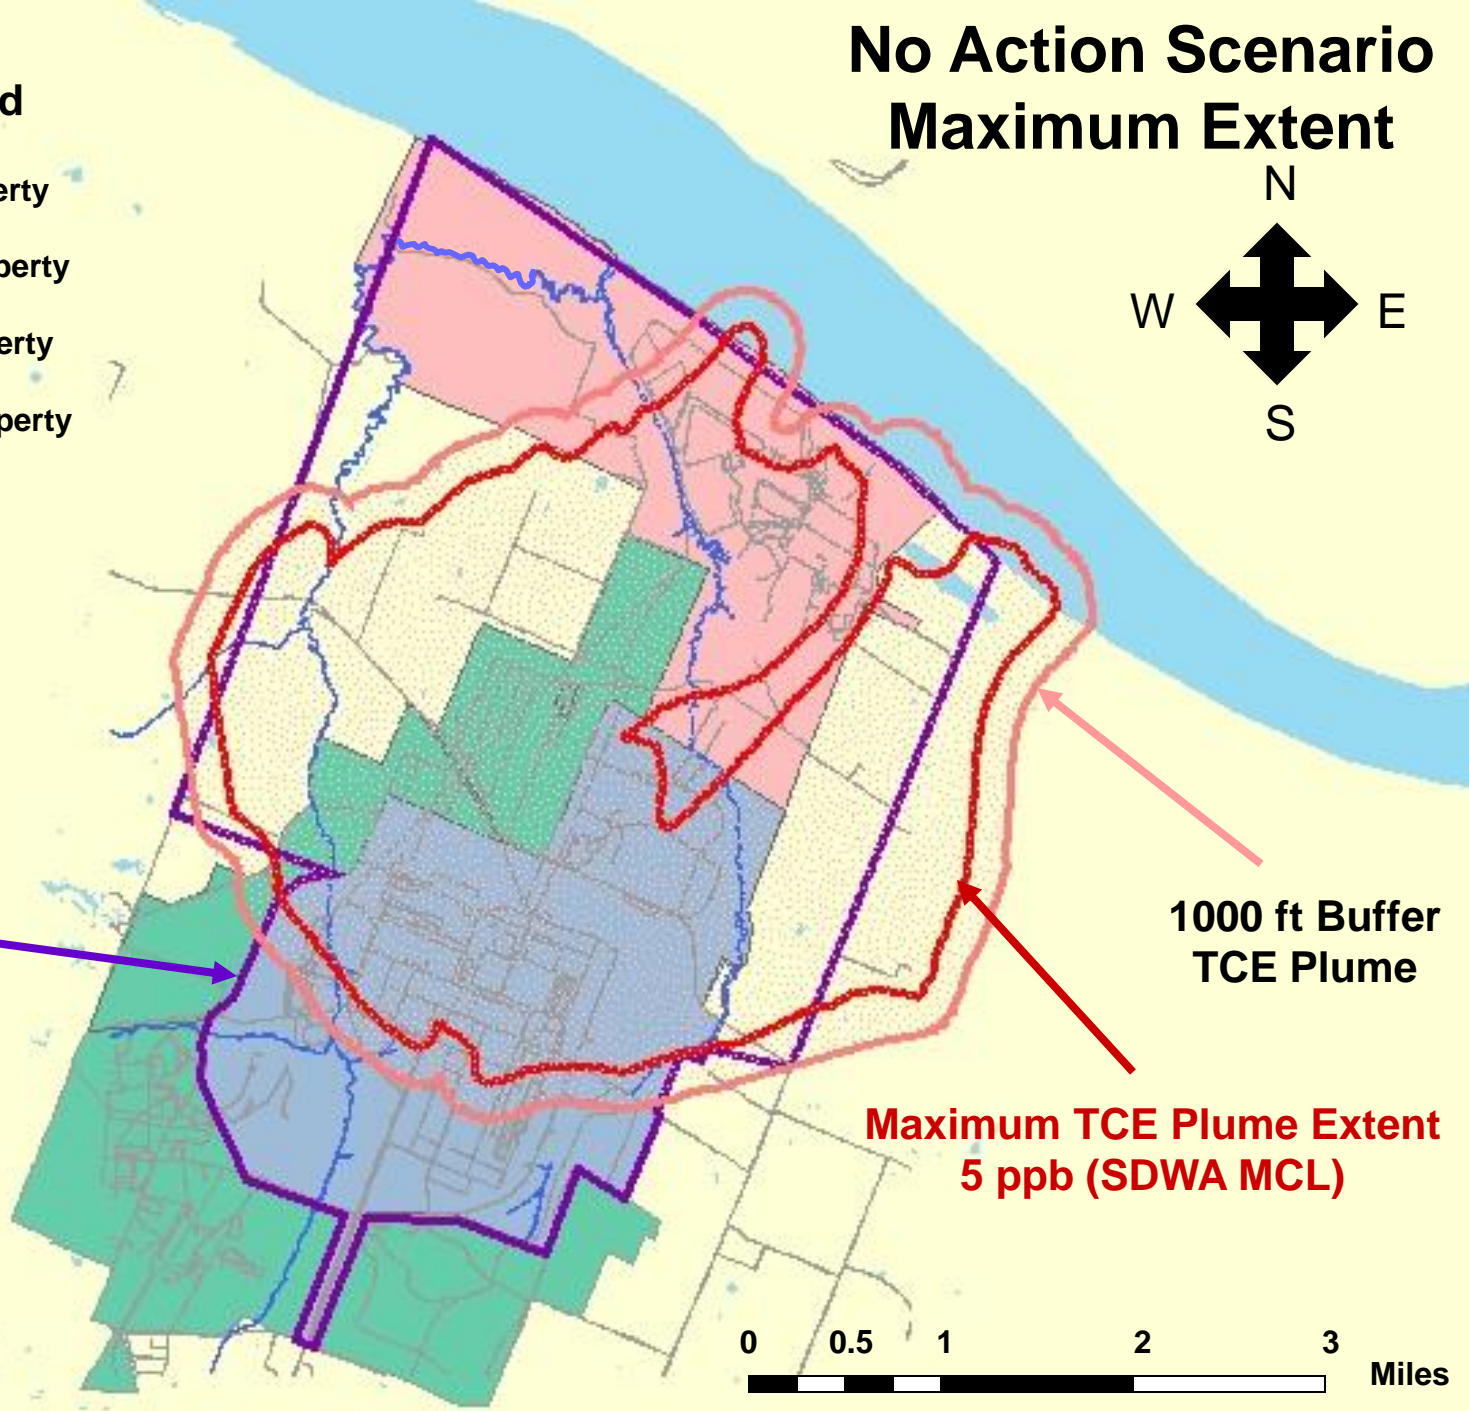 No Action Scenario
Maximum Extent
d
erty
perty
erty
perty
N
W
E
S
1000 ft Buffer
TCE Plume
Maximum TCE Plume Extent
5 ppb (SDWA MCL)
0 0.5 1 2 3
Miles